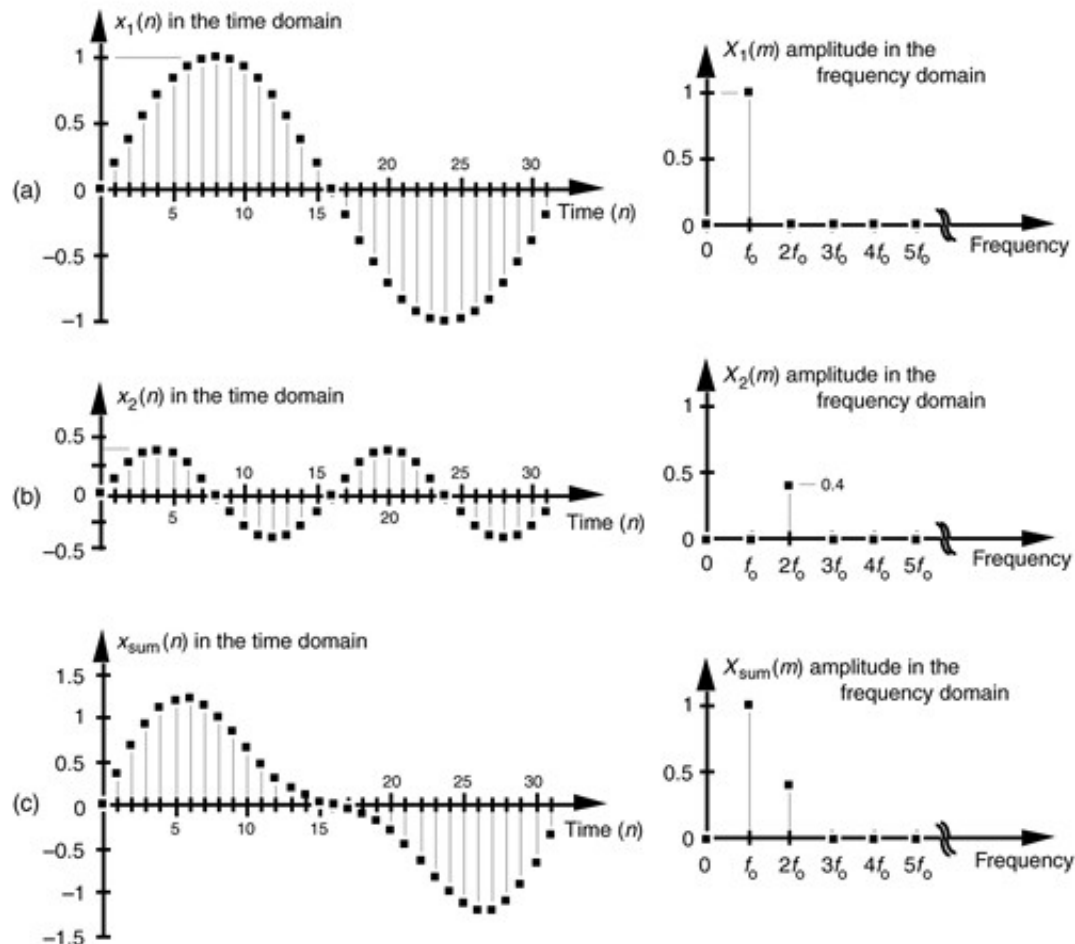 x₁(n) in the time domain
1
0.5
(a)
0
5
10
15
20
25
30
Time (n)
−0.5
−1
X₁(m) amplitude in the
frequency domain
1
0.5
0
0
fₒ
2fₒ
3fₒ
4fₒ
5fₒ
Frequency
x₂(n) in the time domain
0.5
(b)
0
5
10
15
20
25
30
Time (n)
−0.5
X₂(m) amplitude in the
frequency domain
1
0.5
0.4
0
0
fₒ
2fₒ
3fₒ
4fₒ
5fₒ
Frequency
xsum(n) in the time domain
1.5
1
0.5
(c)
0
5
10
15
20
25
30
Time (n)
−0.5
−1
−1.5
Xsum(m) amplitude in the
frequency domain
1
0.5
0
0
fₒ
2fₒ
3fₒ
4fₒ
5fₒ
Frequency